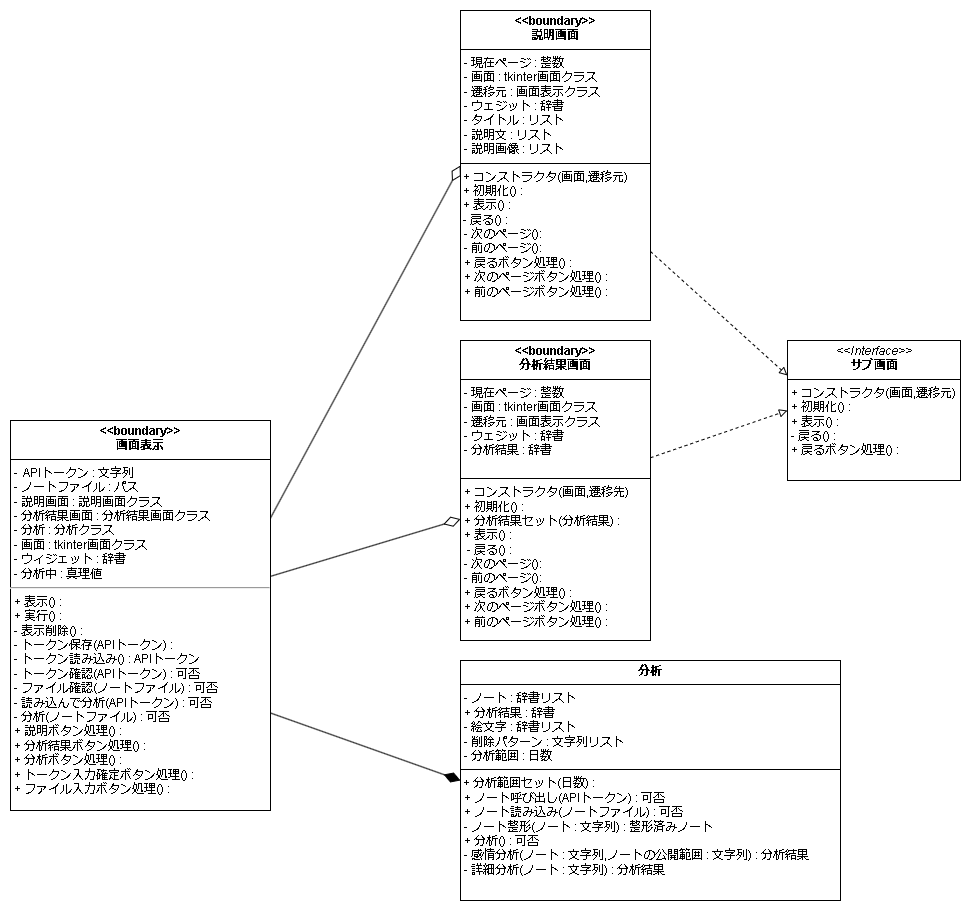 <<boundary>>
説明画面
- 現在ページ : 整数
- 画面 : tkinter画面クラス
- 遷移元 : 画面表示クラス
- ウェジット : 辞書
- タイトル : リスト
- 説明文 : リスト
- 説明画像 : リスト
+ コンストラクタ(画面,遷移元)
+ 初期化() :
+ 表示() :
- 戻る() :
- 次のページ():
- 前のページ():
+ 戻るボタン処理() :
+ 次のページボタン処理() :
+ 前のページボタン処理() :
<<boundary>>
分析結果画面
- 現在ページ : 整数
- 画面 : tkinter画面クラス
- 遷移元 : 画面表示クラス
- ウェジット : 辞書
- 分析結果 : 辞書
+ コンストラクタ(画面,遷移先)
+ 初期化() :
+ 分析結果セット(分析結果) :
+ 表示() :
- 戻る() :
- 次のページ():
- 前のページ():
+ 戻るボタン処理() :
+ 次のページボタン処理() :
+ 前のページボタン処理() :
<<Interface>>
サブ画面
+ コンストラクタ(画面,遷移元)
+ 初期化() :
+ 表示() :
- 戻る() :
+ 戻るボタン処理() :
<<boundary>>
画面表示
- APIトークン : 文字列
- ノートファイル : パス
- 説明画面 : 説明画面クラス
- 分析結果画面 : 分析結果画面クラス
- 分析 : 分析クラス
- 画面 : tkinter画面クラス
- ウィジェット : 辞書
- 分析中 : 真理値
+ 表示() :
+ 実行() :
- 表示削除() :
- トークン保存(APIトークン) :
- トークン読み込み() : APIトークン
- トークン確認(APIトークン) : 可否
- ファイル確認(ノートファイル) : 可否
- 読み込んで分析(APIトークン) : 可否
- 分析(ノートファイル) : 可否
+ 説明ボタン処理() :
+ 分析結果ボタン処理() :
+ 分析ボタン処理() :
+ トークン入力確定ボタン処理() :
+ ファイル入力ボタン処理() :
分析
- ノート : 辞書リスト
+ 分析結果 : 辞書
- 絵文字 : 辞書リスト
- 削除パターン : 文字列リスト
- 分析範囲 : 日数
+ 分析範囲セット(日数) :
+ ノート呼び出し(APIトークン) : 可否
+ ノート読み込み(ノートファイル) : 可否
- ノート整形(ノート : 文字列) : 整形済みノート
+ 分析() : 可否
- 感情分析(ノート : 文字列,ノートの公開範囲 : 文字列) : 分析結果
- 詳細分析(ノート : 文字列) : 分析結果